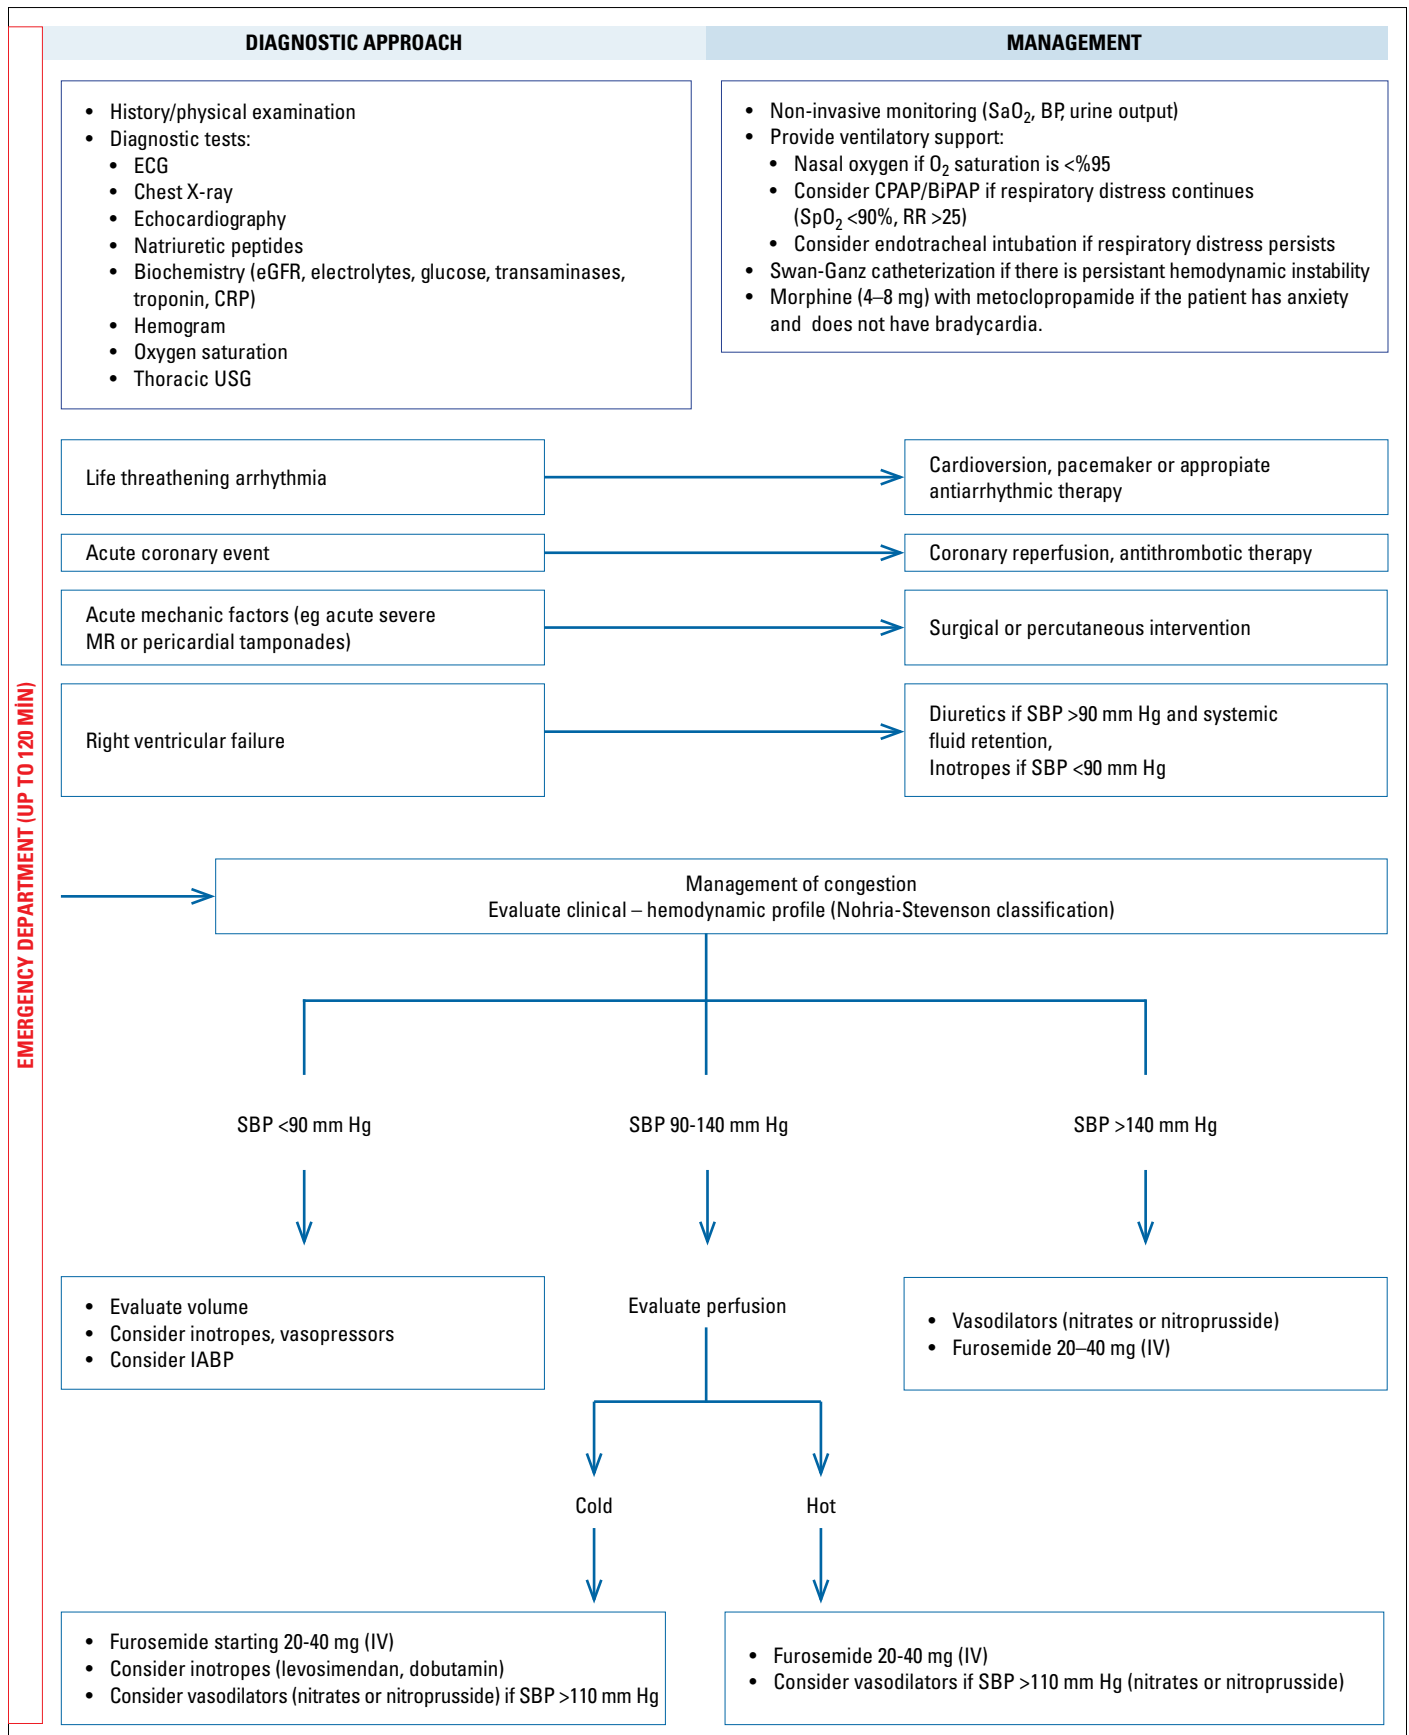 DIAGNOSTIC APPROACH
MANAGEMENT
• History/physical examination
• Diagnostic tests:
• ECG
• Chest X-ray
• Echocardiography
• Natriuretic peptides
• Biochemistry (eGFR, electrolytes, glucose, transaminases,
troponin, CRP)
• Hemogram
• Oxygen saturation
• Thoracic USG
• Non-invasive monitoring (SaO₂, BP, urine output)
• Provide ventilatory support:
• Nasal oxygen if O₂ saturation is <%95
• Consider CPAP/BiPAP if respiratory distress continues
(SpO₂ <90%, RR >25)
• Consider endotracheal intubation if respiratory distress persists
• Swan-Ganz catheterization if there is persistant hemodynamic instability
• Morphine (4–8 mg) with metoclopropamide if the patient has anxiety
and does not have bradycardia.
Life threathening arrhythmia
Cardioversion, pacemaker or appropiate
antiarrhythmic therapy
Acute coronary event
Coronary reperfusion, antithrombotic therapy
Acute mechanic factors (eg acute severe
MR or pericardial tamponades)
Surgical or percutaneous intervention
Right ventricular failure
Diuretics if SBP >90 mm Hg and systemic
fluid retention,
Inotropes if SBP <90 mm Hg
EMERGENCY DEPARTMENT (UP TO 120 MİN)
Management of congestion
Evaluate clinical – hemodynamic profile (Nohria-Stevenson classification)
SBP <90 mm Hg
SBP 90-140 mm Hg
SBP >140 mm Hg
• Evaluate volume
• Consider inotropes, vasopressors
• Consider IABP
Evaluate perfusion
• Vasodilators (nitrates or nitroprusside)
• Furosemide 20–40 mg (IV)
Cold
Hot
• Furosemide starting 20-40 mg (IV)
• Consider inotropes (levosimendan, dobutamin)
• Consider vasodilators (nitrates or nitroprusside) if SBP >110 mm Hg
• Furosemide 20-40 mg (IV)
• Consider vasodilators if SBP >110 mm Hg (nitrates or nitroprusside)